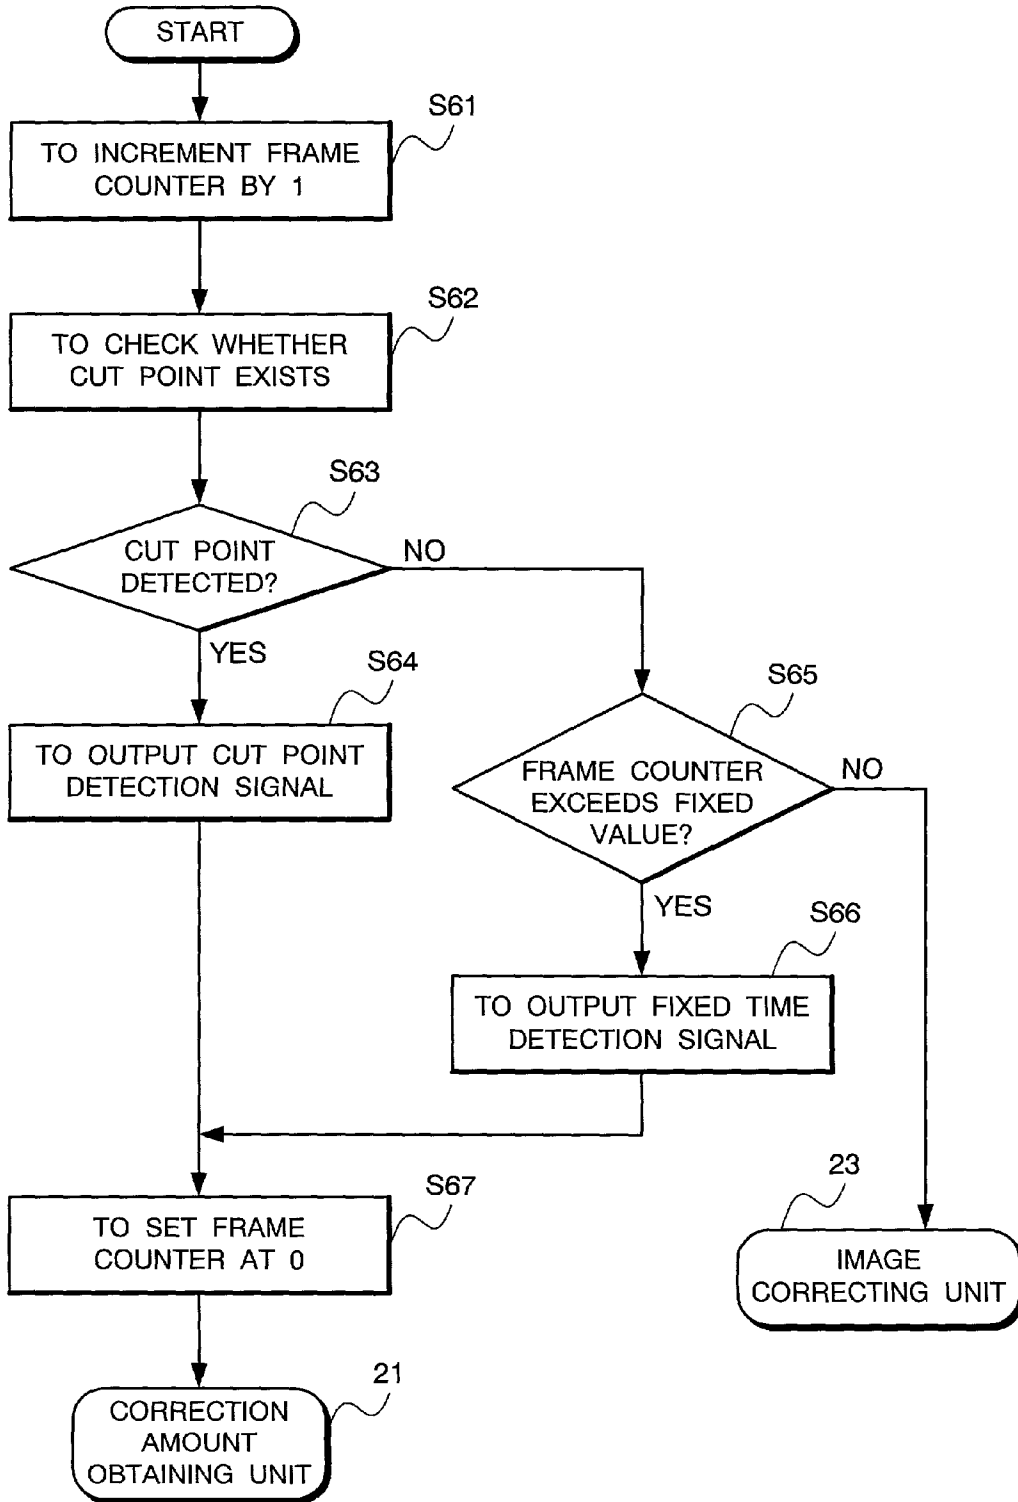 START
S61
TO INCREMENT FRAME
COUNTER BY 1
S62
TO CHECK WHETHER
CUT POINT EXISTS
S63
CUT POINT
DETECTED?
NO
YES
S64
TO OUTPUT CUT POINT
DETECTION SIGNAL
S65
FRAME COUNTER
EXCEEDS FIXED
VALUE?
NO
YES
S66
TO OUTPUT FIXED TIME
DETECTION SIGNAL
S67
TO SET FRAME
COUNTER AT 0
23
IMAGE
CORRECTING UNIT
21
CORRECTION
AMOUNT
OBTAINING UNIT